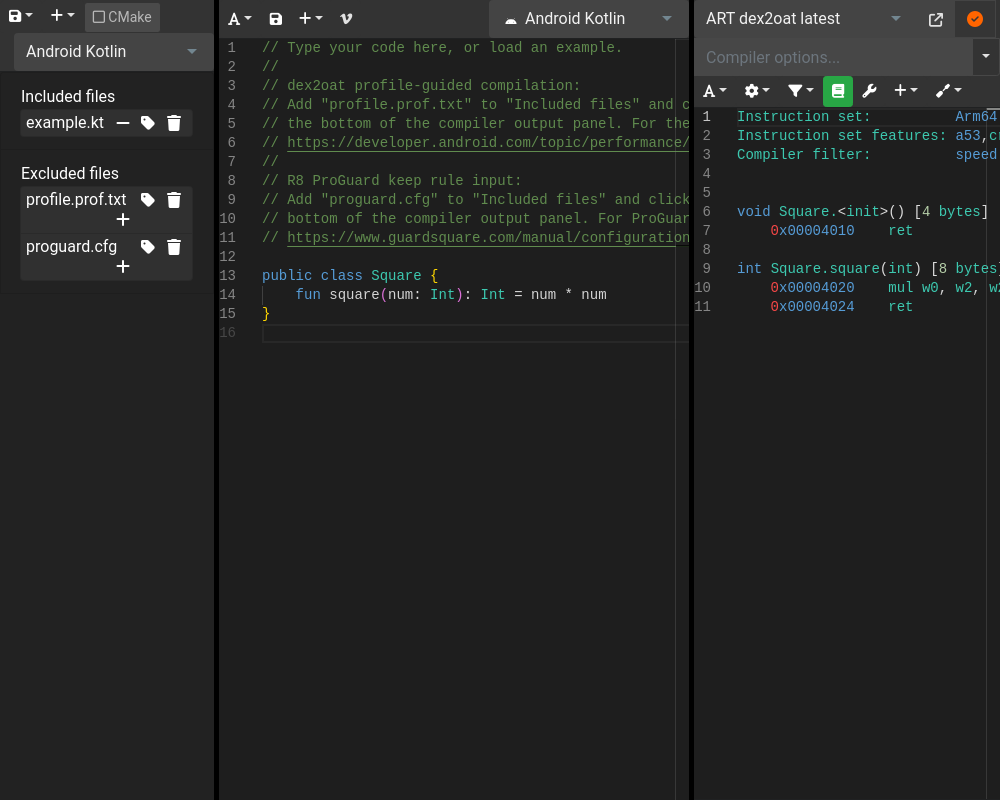 CMake
Android Kotlin
Included files
example.kt
Excluded files
profile.prof.txt
proguard.cfg
A
Android Kotlin
1 // Type your code here, or load an example.
2 //
3 // dex2oat profile-guided compilation:
4 // Add "profile.prof.txt" to "Included files" and c
5 // the bottom of the compiler output panel. For the
6 // https://developer.android.com/topic/performance/
7 //
8 // R8 ProGuard keep rule input:
9 // Add "proguard.cfg" to "Included files" and click
10 // bottom of the compiler output panel. For ProGuar
11 // https://www.guardsquare.com/manual/configuration
12
13 public class Square {
14     fun square(num: Int): Int = num * num
15 }
16
ART dex2oat latest
Compiler options...
A
1 Instruction set:          Arm64
2 Instruction set features: a53,cr
3 Compiler filter:          speed
4
5
6 void Square.<init>() [4 bytes]
7     0x00004010    ret
8
9 int Square.square(int) [8 bytes]
10     0x00004020    mul w0, w2, w2
11     0x00004024    ret